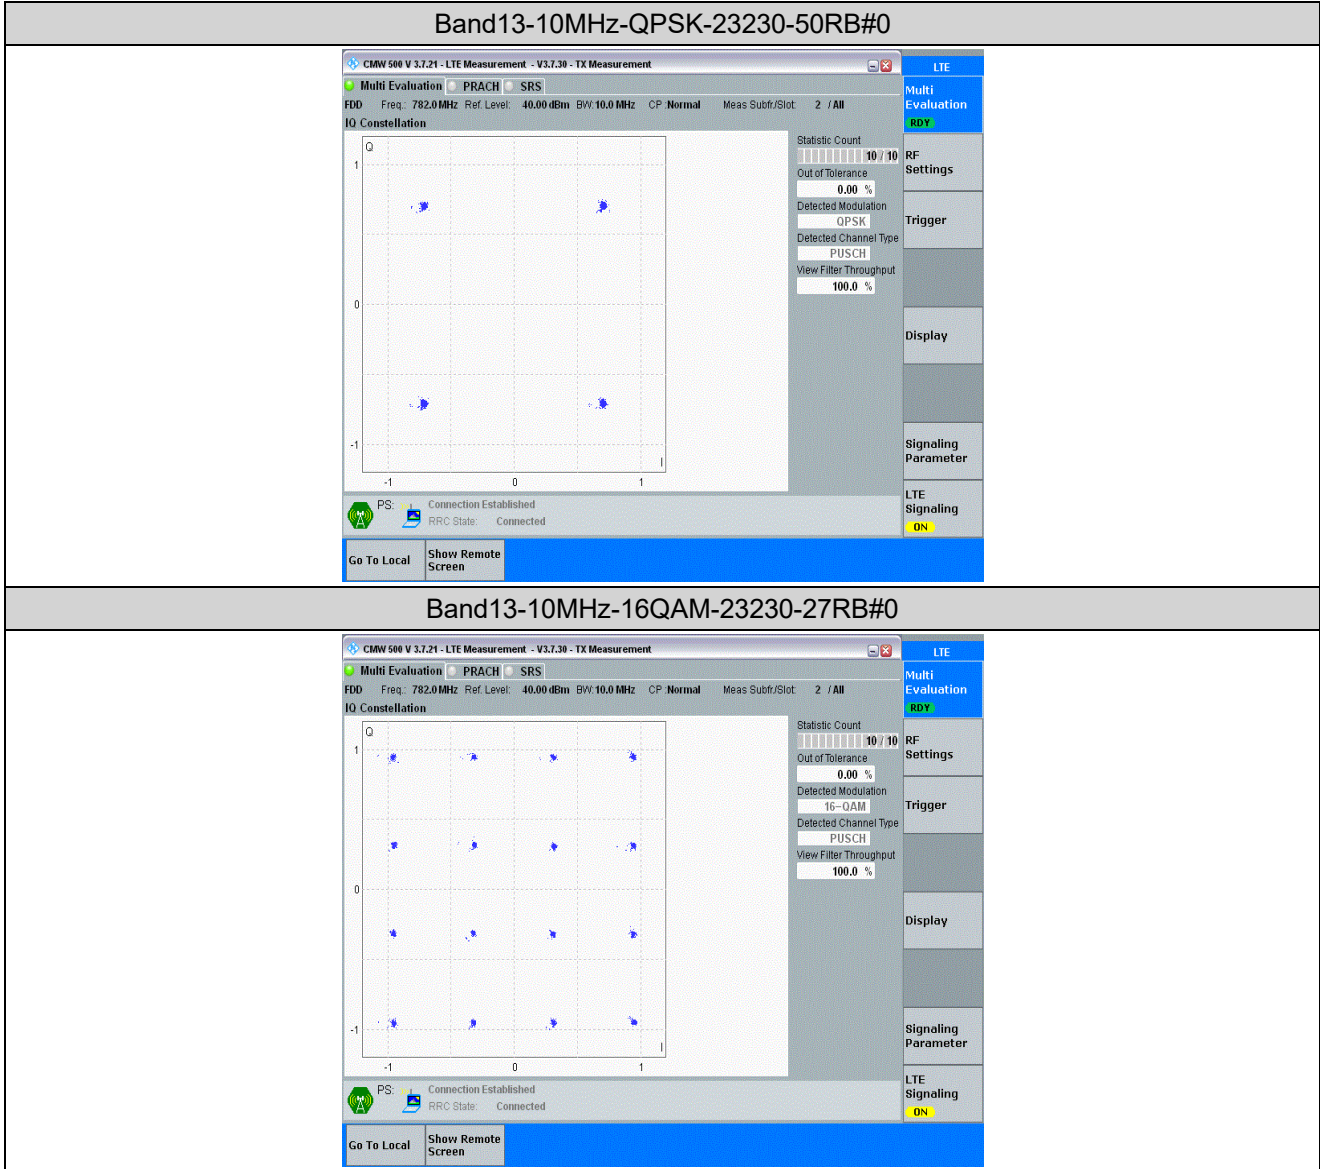 Band13-10MHz-QPSK-23230-50RB#0
CMW 500 V 3.7.21 - LTE Measurement - V3.7.30 - TX Measurement
LTE
Multi Evaluation PRACH SRS
Multi
Evaluation
RDY
FDD Freq.: 782.0 MHz Ref. Level: 40.00 dBm BW: 10.0 MHz CP :Normal Meas Subfr./Slot: 2 / All
IQ Constellation
Q
1
0
-1
I
-1 0 1
Statistic Count
10 / 10
Out of Tolerance
0.00 %
Detected Modulation
QPSK
Detected Channel Type
PUSCH
View Filter Throughput
100.0 %
RF
Settings
Trigger
Display
Signaling
Parameter
LTE
Signaling
ON
PS: Connection Established
RRC State: Connected
Go To Local
Show Remote
Screen
Band13-10MHz-16QAM-23230-27RB#0
CMW 500 V 3.7.21 - LTE Measurement - V3.7.30 - TX Measurement
LTE
Multi Evaluation PRACH SRS
Multi
Evaluation
RDY
FDD Freq.: 782.0 MHz Ref. Level: 40.00 dBm BW: 10.0 MHz CP :Normal Meas Subfr./Slot: 2 / All
IQ Constellation
Q
1
0
-1
I
-1 0 1
Statistic Count
10 / 10
Out of Tolerance
0.00 %
Detected Modulation
16-QAM
Detected Channel Type
PUSCH
View Filter Throughput
100.0 %
RF
Settings
Trigger
Display
Signaling
Parameter
LTE
Signaling
ON
PS: Connection Established
RRC State: Connected
Go To Local
Show Remote
Screen